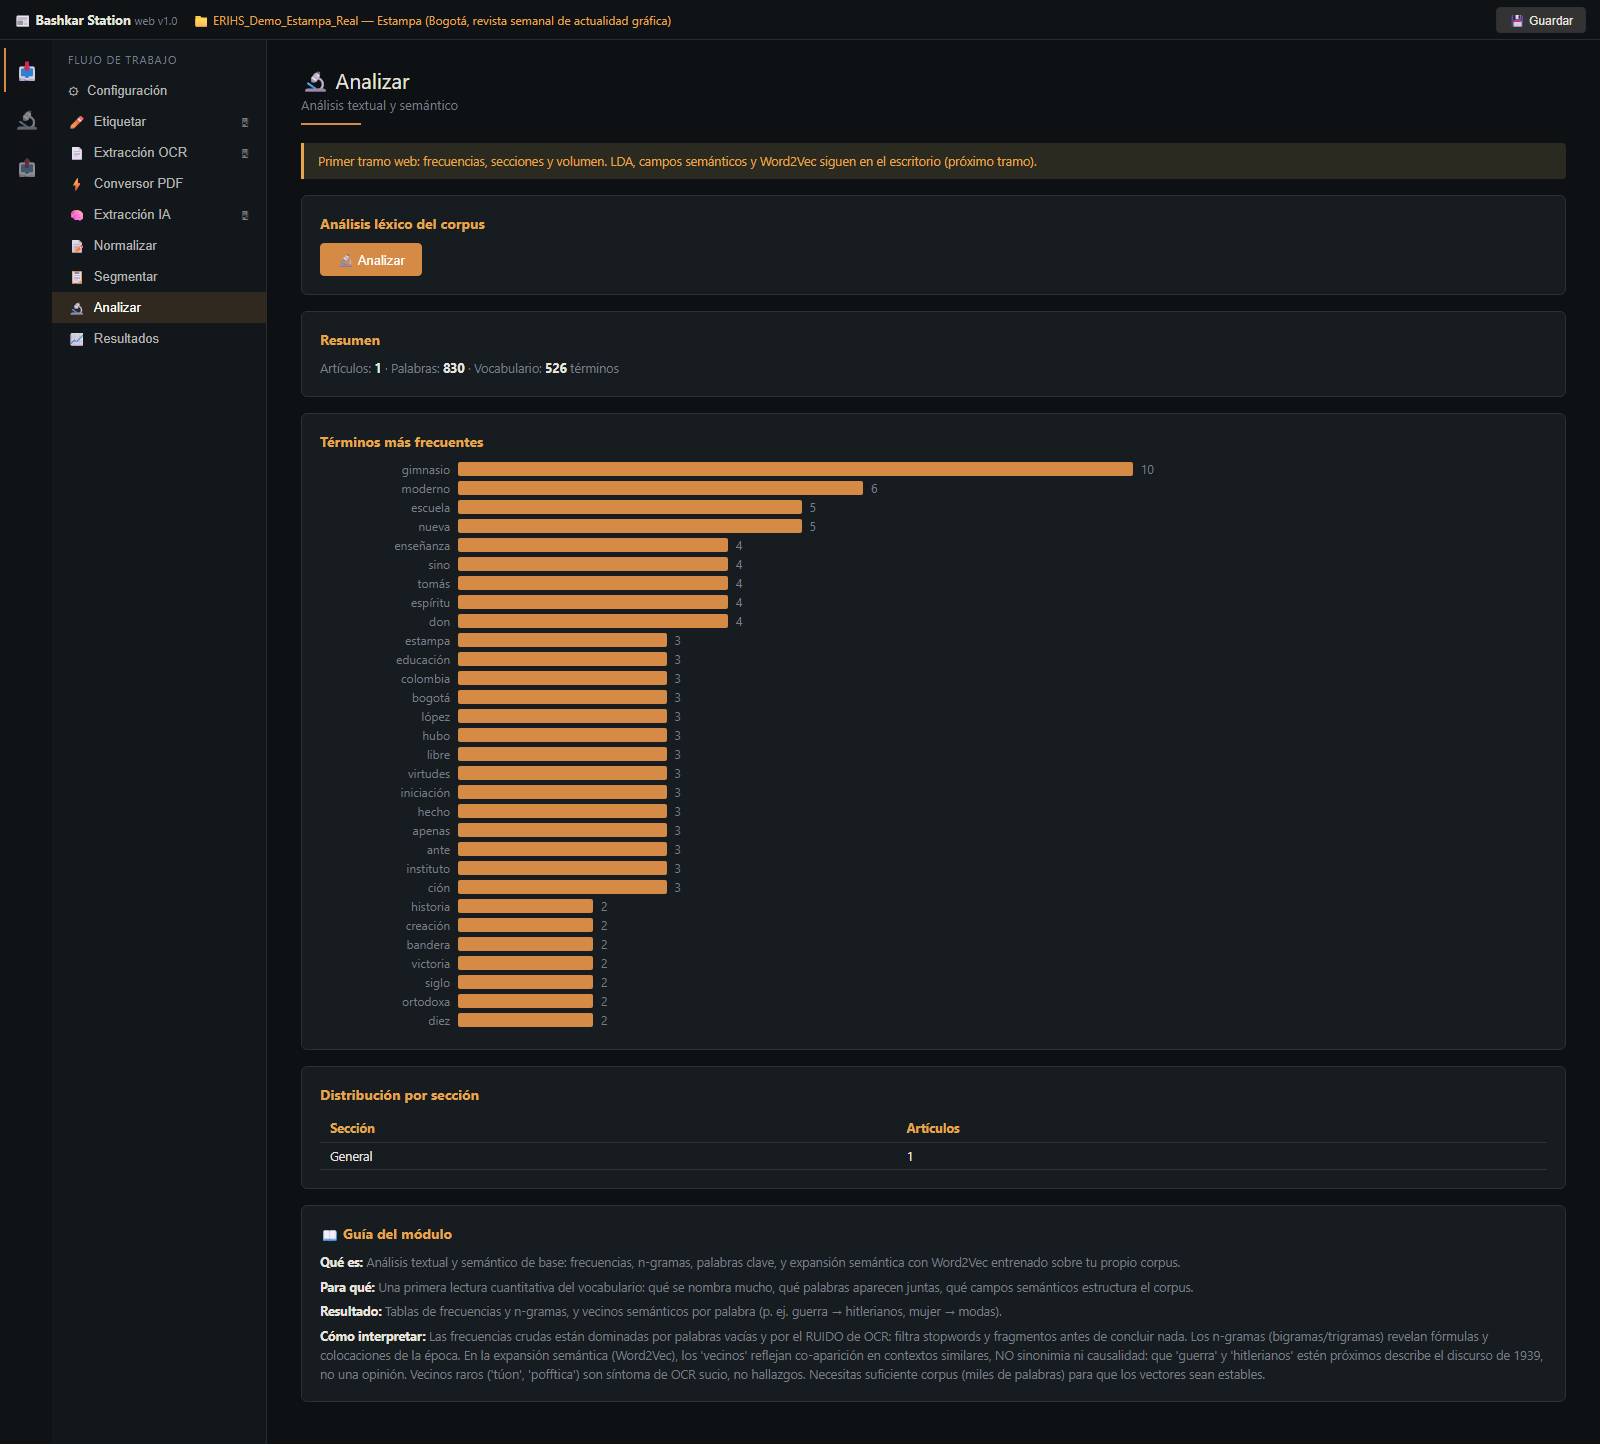 Bashkar Station web v1.0
ERIHS_Demo_Estampa_Real — Estampa (Bogotá, revista semanal de actualidad gráfica)
Guardar
FLUJO DE TRABAJO
Configuración
Etiquetar
Extracción OCR
Conversor PDF
Extracción IA
Normalizar
Segmentar
Analizar
Resultados
Analizar
Análisis textual y semántico
Primer tramo web: frecuencias, secciones y volumen. LDA, campos semánticos y Word2Vec siguen en el escritorio (próximo tramo).
Análisis léxico del corpus
Analizar
Resumen
Artículos: 1 · Palabras: 830 · Vocabulario: 526 términos
Términos más frecuentes
gimnasio 10
moderno 6
escuela 5
nueva 5
enseñanza 4
sino 4
tomás 4
espíritu 4
don 4
estampa 3
educación 3
colombia 3
bogotá 3
lópez 3
hubo 3
libre 3
virtudes 3
iniciación 3
hecho 3
apenas 3
ante 3
instituto 3
ción 3
historia 2
creación 2
bandera 2
victoria 2
siglo 2
ortodoxa 2
diez 2
Distribución por sección
Sección Artículos
General 1
Guía del módulo
Qué es: Análisis textual y semántico de base: frecuencias, n-gramas, palabras clave, y expansión semántica con Word2Vec entrenado sobre tu propio corpus.
Para qué: Una primera lectura cuantitativa del vocabulario: qué se nombra mucho, qué palabras aparecen juntas, qué campos semánticos estructura el corpus.
Resultado: Tablas de frecuencias y n-gramas, y vecinos semánticos por palabra (p. ej. guerra → hitlerianos, mujer → modas).
Cómo interpretar: Las frecuencias crudas están dominadas por palabras vacías y por el RUIDO de OCR: filtra stopwords y fragmentos antes de concluir nada. Los n-gramas (bigramas/trigramas) revelan fórmulas y
colocaciones de la época. En la expansión semántica (Word2Vec), los 'vecinos' reflejan co-aparición en contextos similares, NO sinonimia ni causalidad: que 'guerra' y 'hitlerianos' estén próximos describe el discurso de 1939,
no una opinión. Vecinos raros ('túon', 'pofftica') son síntoma de OCR sucio, no hallazgos. Necesitas suficiente corpus (miles de palabras) para que los vectores sean estables.